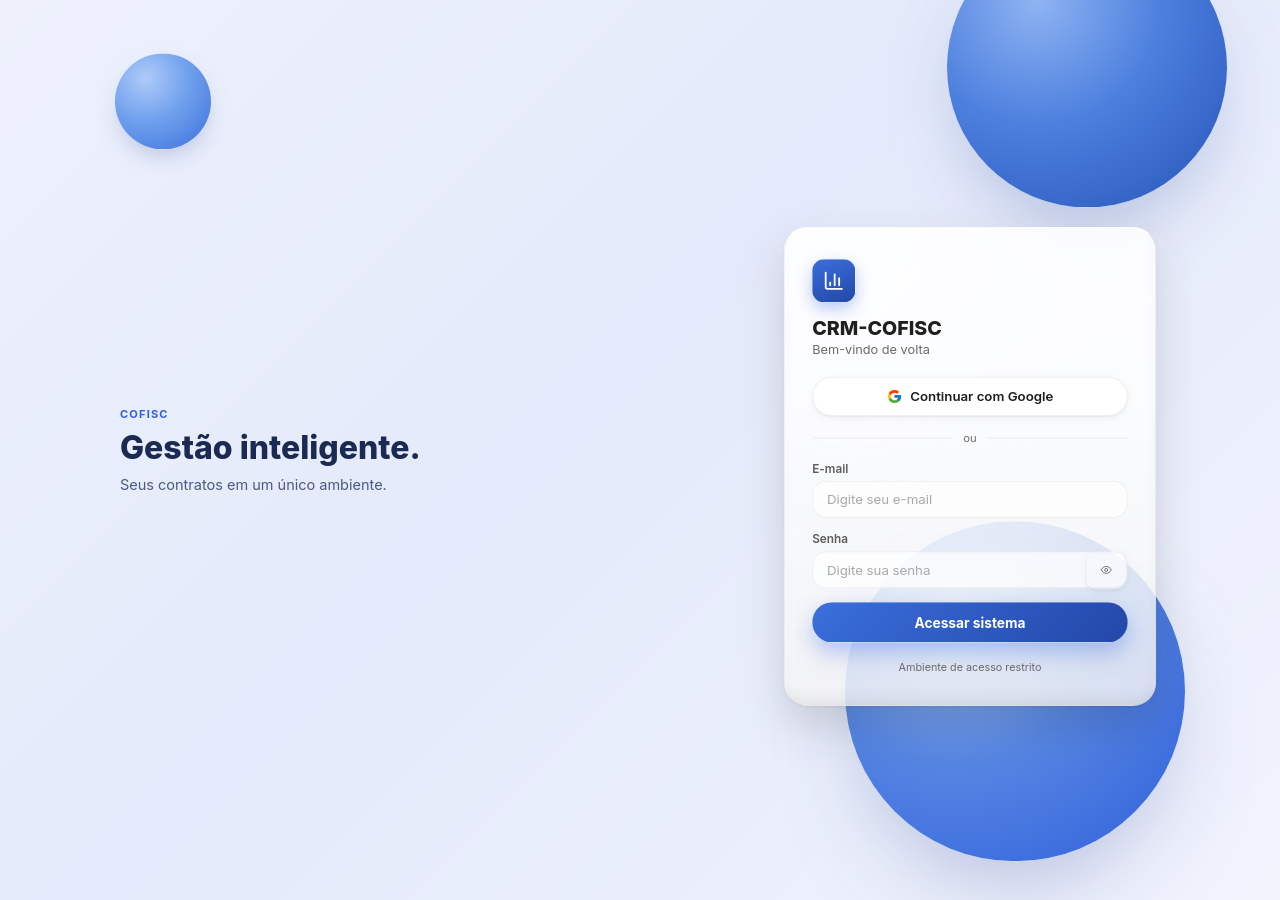 COFISC
Gestão inteligente.
Seus contratos em um único ambiente.
CRM-COFISC
Bem-vindo de volta
Continuar com Google
ou
E-mail
Digite seu e-mail
Senha
Digite sua senha
Acessar sistema
Ambiente de acesso restrito